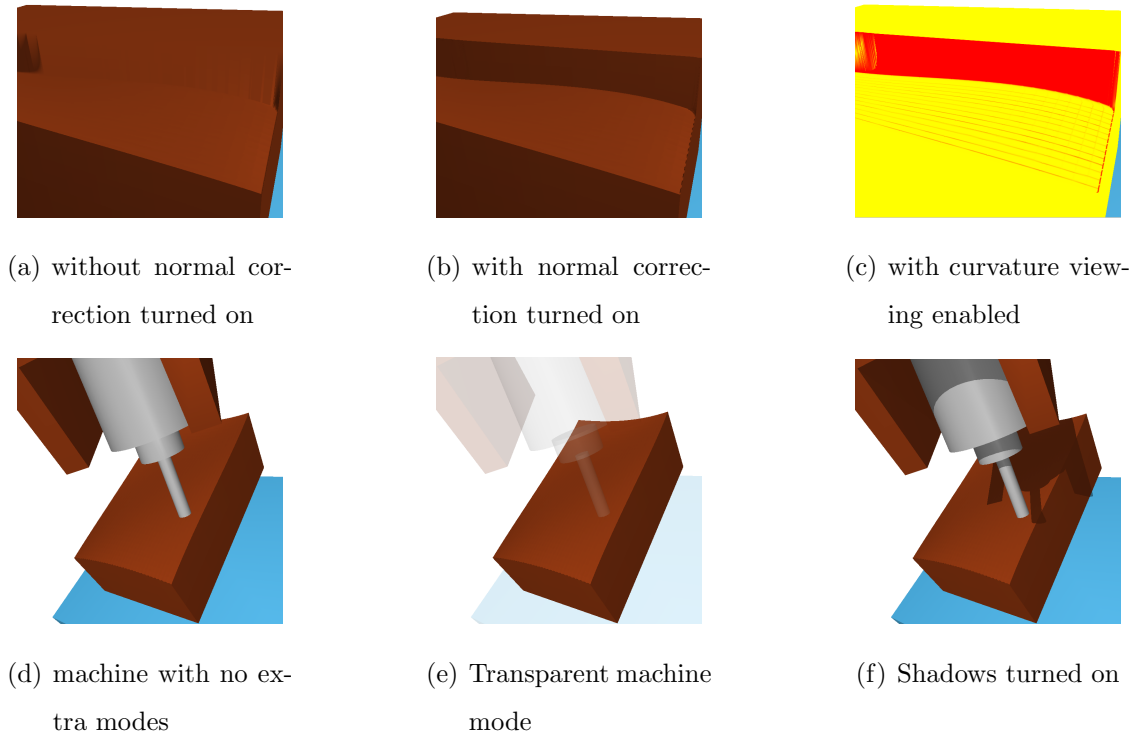 (a) without normal cor-
rection turned on
(b) with normal correc-
tion turned on
(c) with curvature view-
ing enabled
(d) machine with no ex-
tra modes
(e) Transparent machine
mode
(f) Shadows turned on